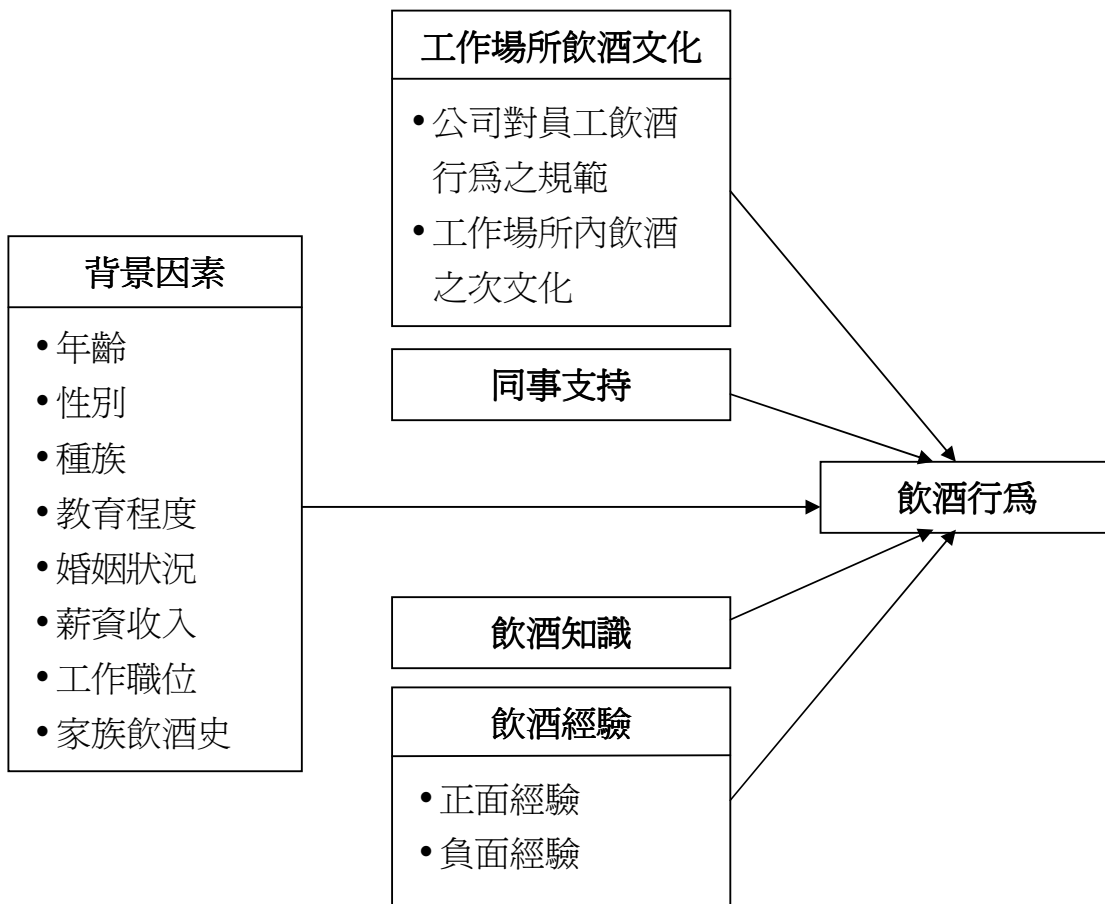 工作場所飲酒文化
•公司對員工飲酒
行為之規範
•工作場所內飲酒
之次文化
背景因素
•年齡
•性別
•種族
•教育程度
•婚姻狀況
•薪資收入
•工作職位
•家族飲酒史
同事支持
飲酒行為
飲酒知識
飲酒經驗
•正面經驗
•負面經驗